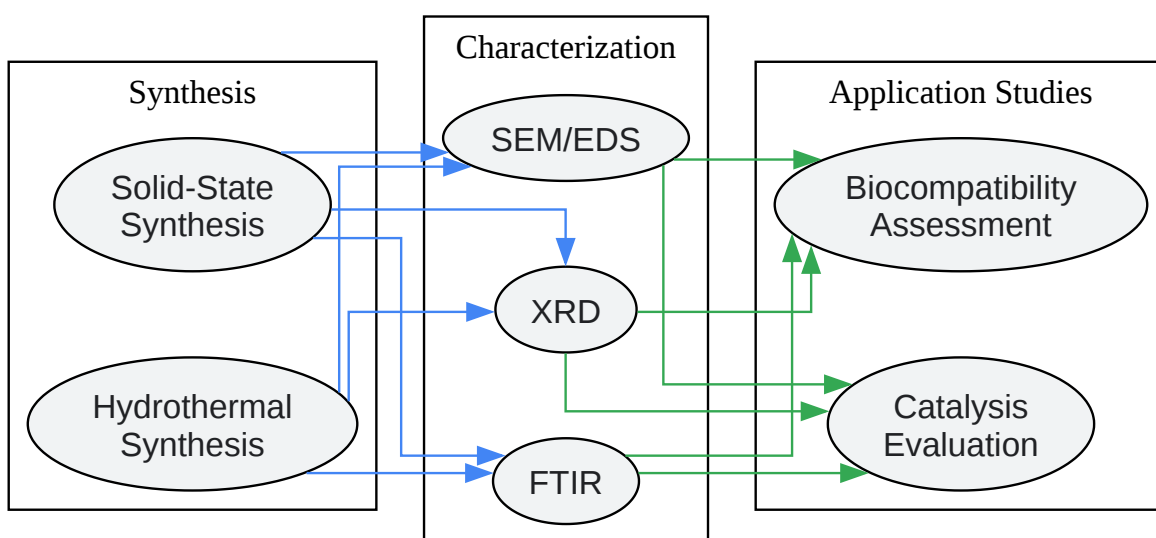 Synthesis
Solid-State
Synthesis
Hydrothermal
Synthesis
Characterization
SEM/EDS
XRD
FTIR
Application Studies
Biocompatibility
Assessment
Catalysis
Evaluation